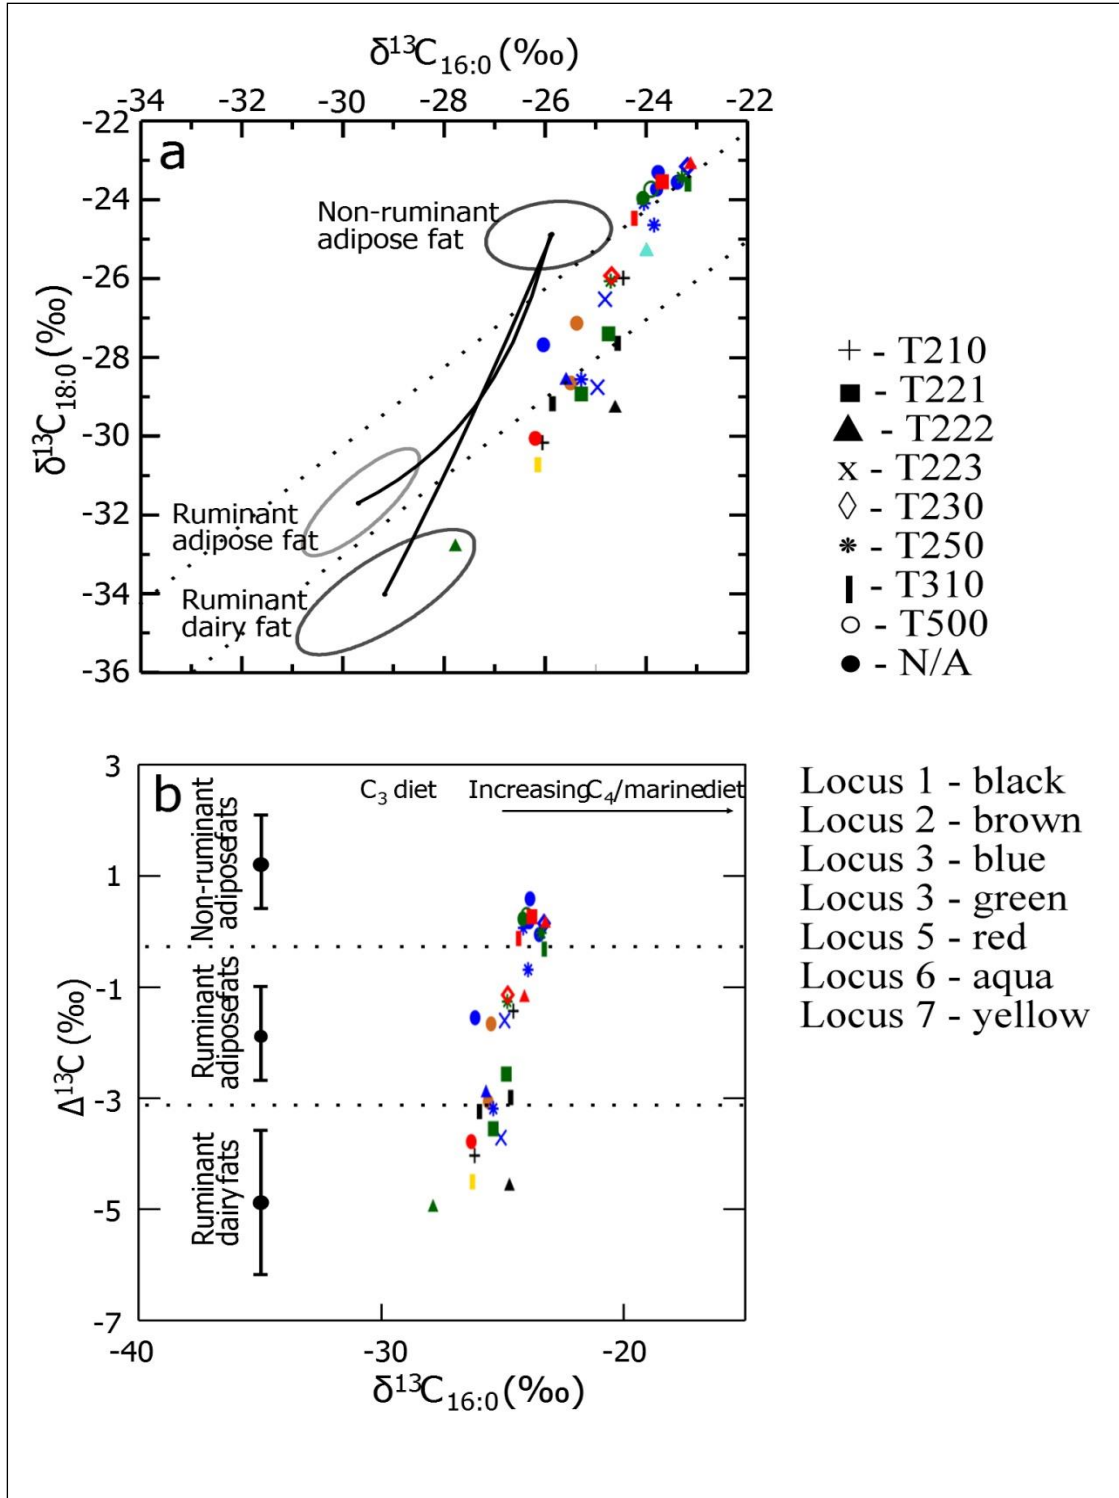 δ¹³C₁₆:₀ (‰)
-34 -32 -30 -28 -26 -24 -22
a
-22
-24
-26
-28
-30
-32
-34
-36
δ¹³C₁₈:₀ (‰)
Non-ruminant
adipose fat
Ruminant
adipose fat
Ruminant
dairy fat
+ - T210
■ - T221
▲ - T222
x - T223
◊ - T230
* - T250
❙ - T310
○ - T500
● - N/A
b
C₃ diet Increasing C₄/marine diet
3
1
-1
-3
-5
-7
Δ¹³C (‰)
Non-ruminant
adipose fats
Ruminant
adipose fats
Ruminant
dairy fats
-40 -30 -20
δ¹³C₁₆:₀ (‰)
Locus 1 - black
Locus 2 - brown
Locus 3 - blue
Locus 3 - green
Locus 5 - red
Locus 6 - aqua
Locus 7 - yellow